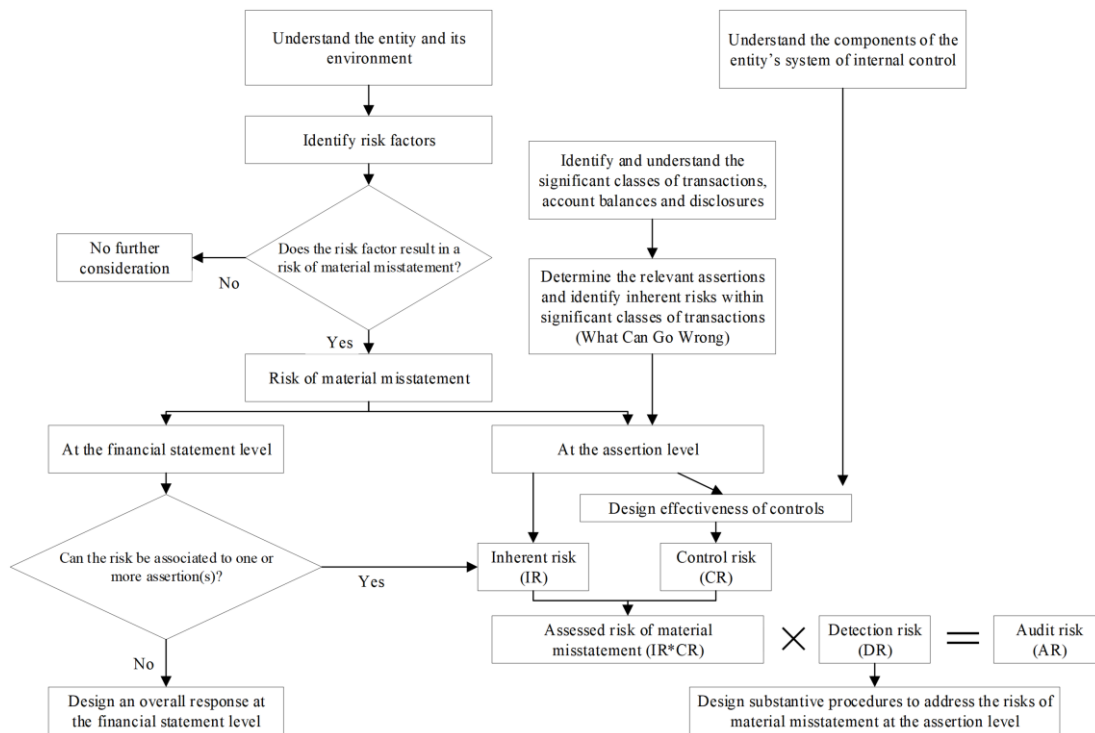 Understand the entity and its
environment
Understand the components of the
entity's system of internal control
Identify risk factors
Identify and understand the
significant classes of transactions,
account balances and disclosures
Does the risk factor result in a
risk of material misstatement?
No further
consideration
No
Determine the relevant assertions
and identify inherent risks within
significant classes of transactions
(What Can Go Wrong)
Yes
Risk of material misstatement
At the financial statement level
At the assertion level
Design effectiveness of controls
Can the risk be associated to one or
more assertion(s)?
Yes
Inherent risk
(IR)
Control risk
(CR)
Assessed risk of material
misstatement (IR*CR)
×
Detection risk
(DR)
=
Audit risk
(AR)
No
Design an overall response at
the financial statement level
Design substantive procedures to address the risks of
material misstatement at the assertion level